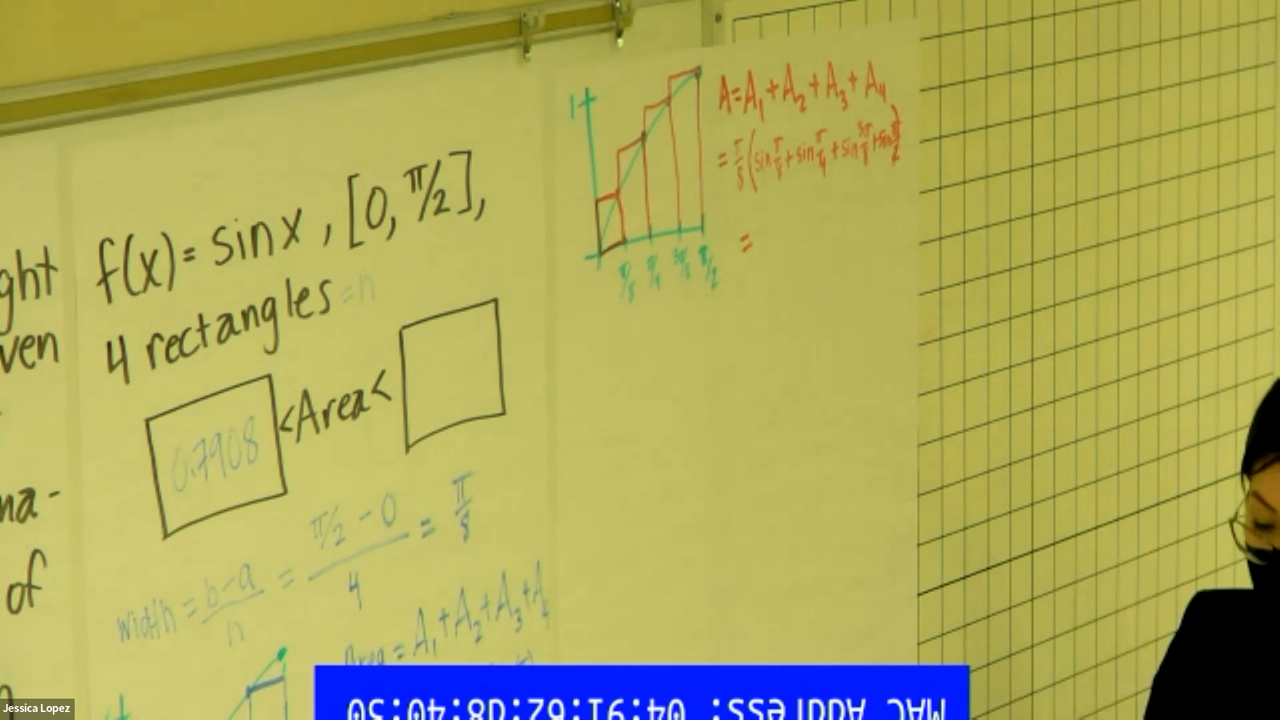 ght
ven
ma-
of
f(x) = sin x , [0, π/2],
4 rectangles = n
0.7908 < Area <
width = b-a/n = π/2 - 0/4 = π/8
Area = A₁ + A₂ + A₃ + A₄
1
π/8 π/4 3π/8 π/2
A = A₁ + A₂ + A₃ + A₄
= π/8 (sin π/8 + sin π/4 + sin 3π/8 + sin π/2)
=
MAC Address: 04:91:62:d8:40:30
Jessica Lopez